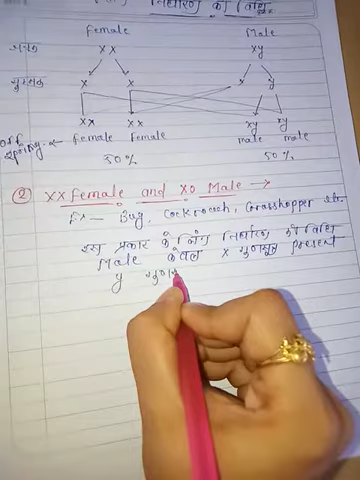 निर्धारण की विधि
Female Male
जनक XX xy
युग्मक X X x y
XX XX xy xy
offspring Female Female male male
50% 50%
② XX Female and XO Male →
Ex – Bug, Cockroach, Grasshopper etc.
इस प्रकार के लिंग निर्धारण की विधि
Male केवल X गुणसूत्र present
y गुणसू